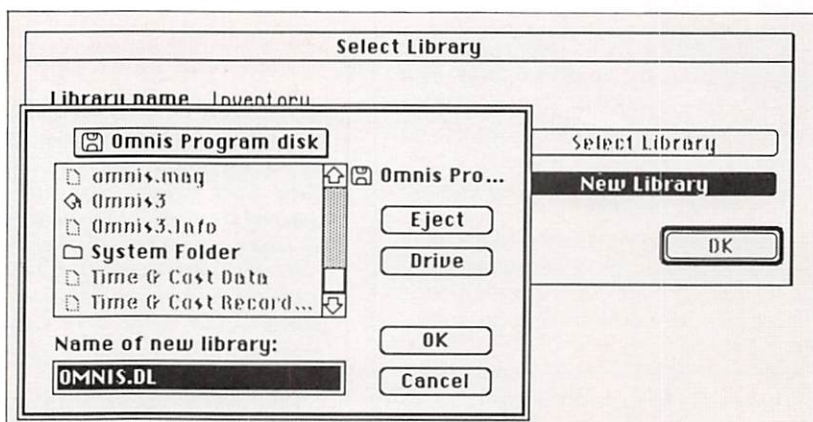 Select Library
Library name Inventory
Omnis Program disk
omnis.mag
Omnis3
Omnis3.Info
System Folder
Time & Cost Data
Time & Cost Record...
Name of new library:
OMNIS.DL
Omnis Pro...
Eject
Drive
OK
Cancel
Select Library
New Library
OK